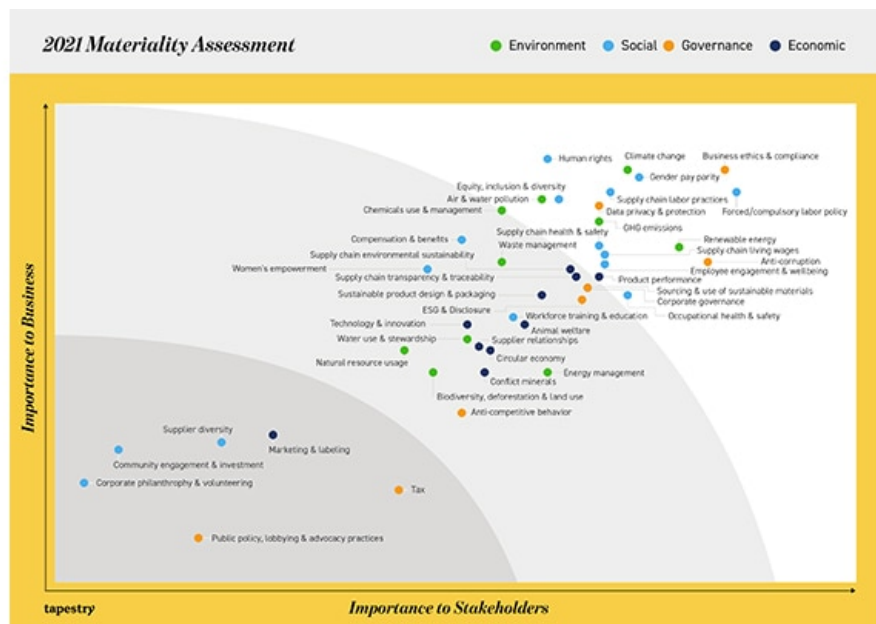 2021 Materiality Assessment
Environment
Social
Governance
Economic
Human rights
Climate change
Business ethics & compliance
Gender pay parity
Equity, inclusion & diversity
Air & water pollution
Supply chain labor practices
Chemicals use & management
Data privacy & protection
Forced/compulsory labor policy
GHG emissions
Supply chain health & safety
Compensation & benefits
Waste management
Renewable energy
Supply chain living wages
Supply chain environmental sustainability
Anti-corruption
Women's empowerment
Employee engagement & wellbeing
Supply chain transparency & traceability
Product performance
Sustainable product design & packaging
Sourcing & use of sustainable materials
Corporate governance
ESG & Disclosure
Workforce training & education
Occupational health & safety
Technology & innovation
Animal welfare
Water use & stewardship
Supplier relationships
Natural resource usage
Circular economy
Energy management
Conflict minerals
Biodiversity, deforestation & land use
Anti-competitive behavior
Supplier diversity
Marketing & labeling
Community engagement & investment
Corporate philanthropy & volunteering
Tax
Public policy, lobbying & advocacy practices
Importance to Business
tapestry
Importance to Stakeholders